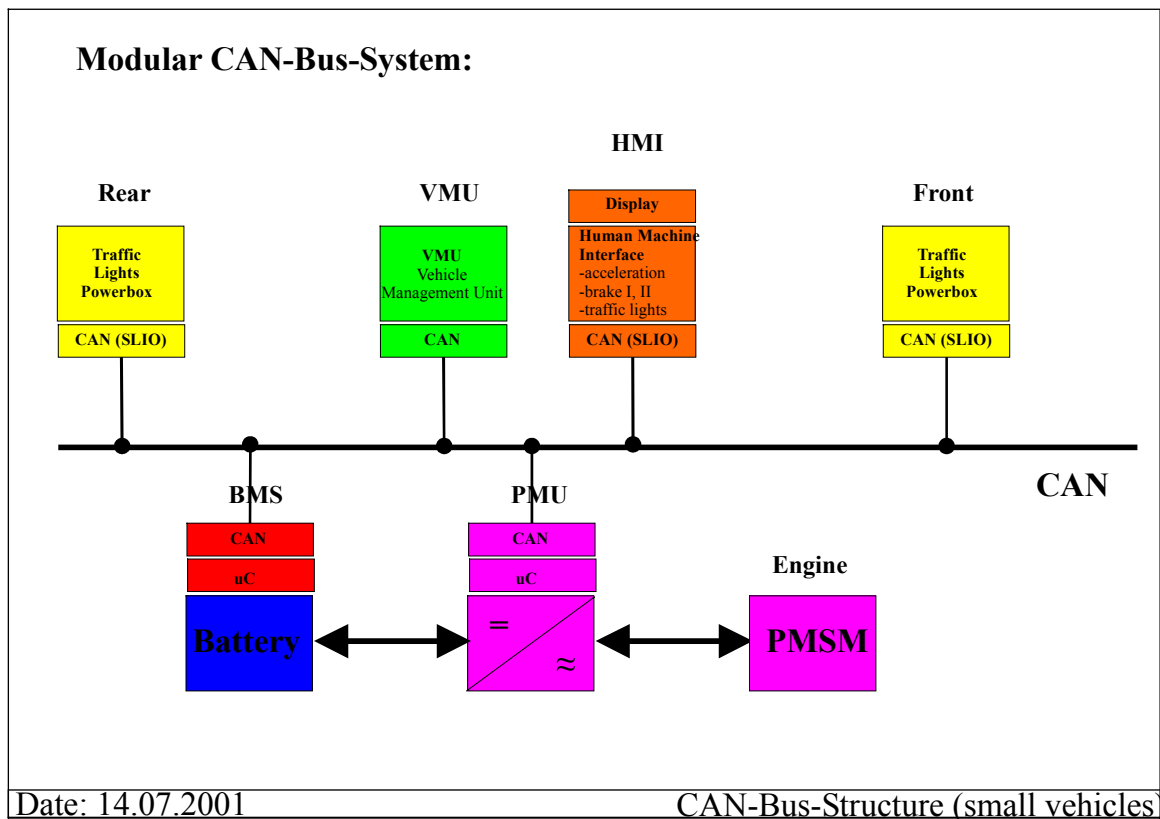 Modular CAN-Bus-System:
HMI
Rear
VMU
Front
Display
Traffic
Lights
Powerbox
CAN (SLIO)
VMU
Vehicle
Management Unit
CAN
Human Machine
Interface
-acceleration
-brake I, II
-traffic lights
CAN (SLIO)
Traffic
Lights
Powerbox
CAN (SLIO)
CAN
BMS
PMU
CAN
uC
Battery
CAN
uC
=
≈
Engine
PMSM
Date: 14.07.2001
CAN-Bus-Structure (small vehicles)